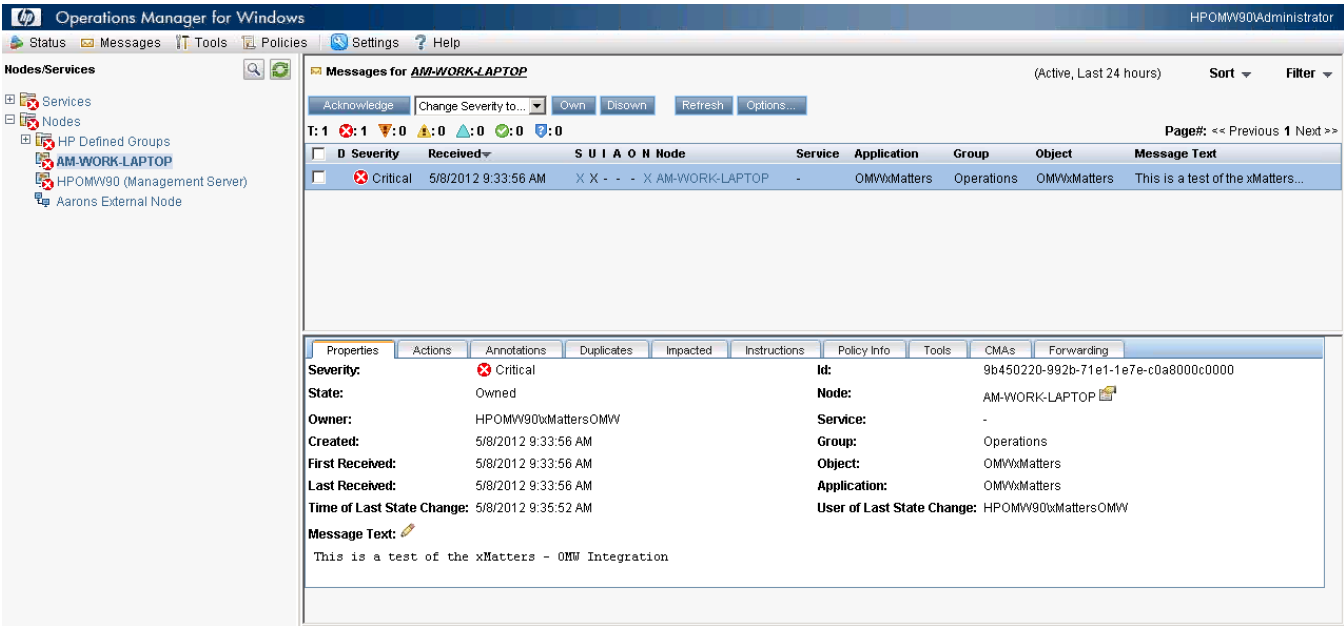 hp Operations Manager for Windows HPOMW90\Administrator
Status Messages Tools Policies Settings ? Help
Nodes/Services
Services
Nodes
HP Defined Groups
AM-WORK-LAPTOP
HPOMW90 (Management Server)
Aarons External Node
Messages for AM-WORK-LAPTOP (Active, Last 24 hours) Sort Filter
Acknowledge Change Severity to... Own Disown Refresh Options...
T: 1 : 1 : 0 : 0 : 0 : 0 : 0 Page#: << Previous 1 Next >>
D Severity Received S U I A O N Node Service Application Group Object Message Text
Critical 5/8/2012 9:33:56 AM X X - - - X AM-WORK-LAPTOP - OMWxMatters Operations OMWxMatters This is a test of the xMatters...
Properties Actions Annotations Duplicates Impacted Instructions Policy Info Tools CMAs Forwarding
Severity: Critical Id: 9b450220-992b-71e1-1e7e-c0a8000c0000
State: Owned Node: AM-WORK-LAPTOP
Owner: HPOMW90\xMattersOMW Service: -
Created: 5/8/2012 9:33:56 AM Group: Operations
First Received: 5/8/2012 9:33:56 AM Object: OMWxMatters
Last Received: 5/8/2012 9:33:56 AM Application: OMWxMatters
Time of Last State Change: 5/8/2012 9:35:52 AM User of Last State Change: HPOMW90\xMattersOMW
Message Text:
This is a test of the xMatters - OMW Integration